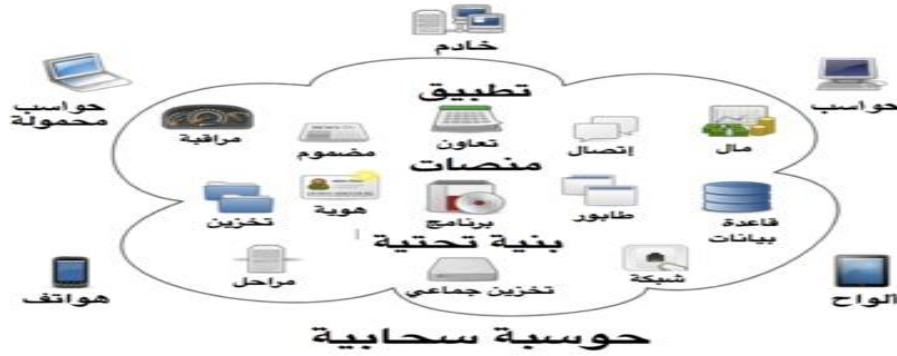 خادم
حواسب
حواسب
محمولة
تطبيق
مال
إتصال
تعاون
مضموم
مراقبة
منصات
قاعدة
بيانات
طابور
برنامج
هوية
تخزين
بنية تحتية
شبكة
تخزين جماعي
مراحل
الواح
هواتف
حوسبة سحابية